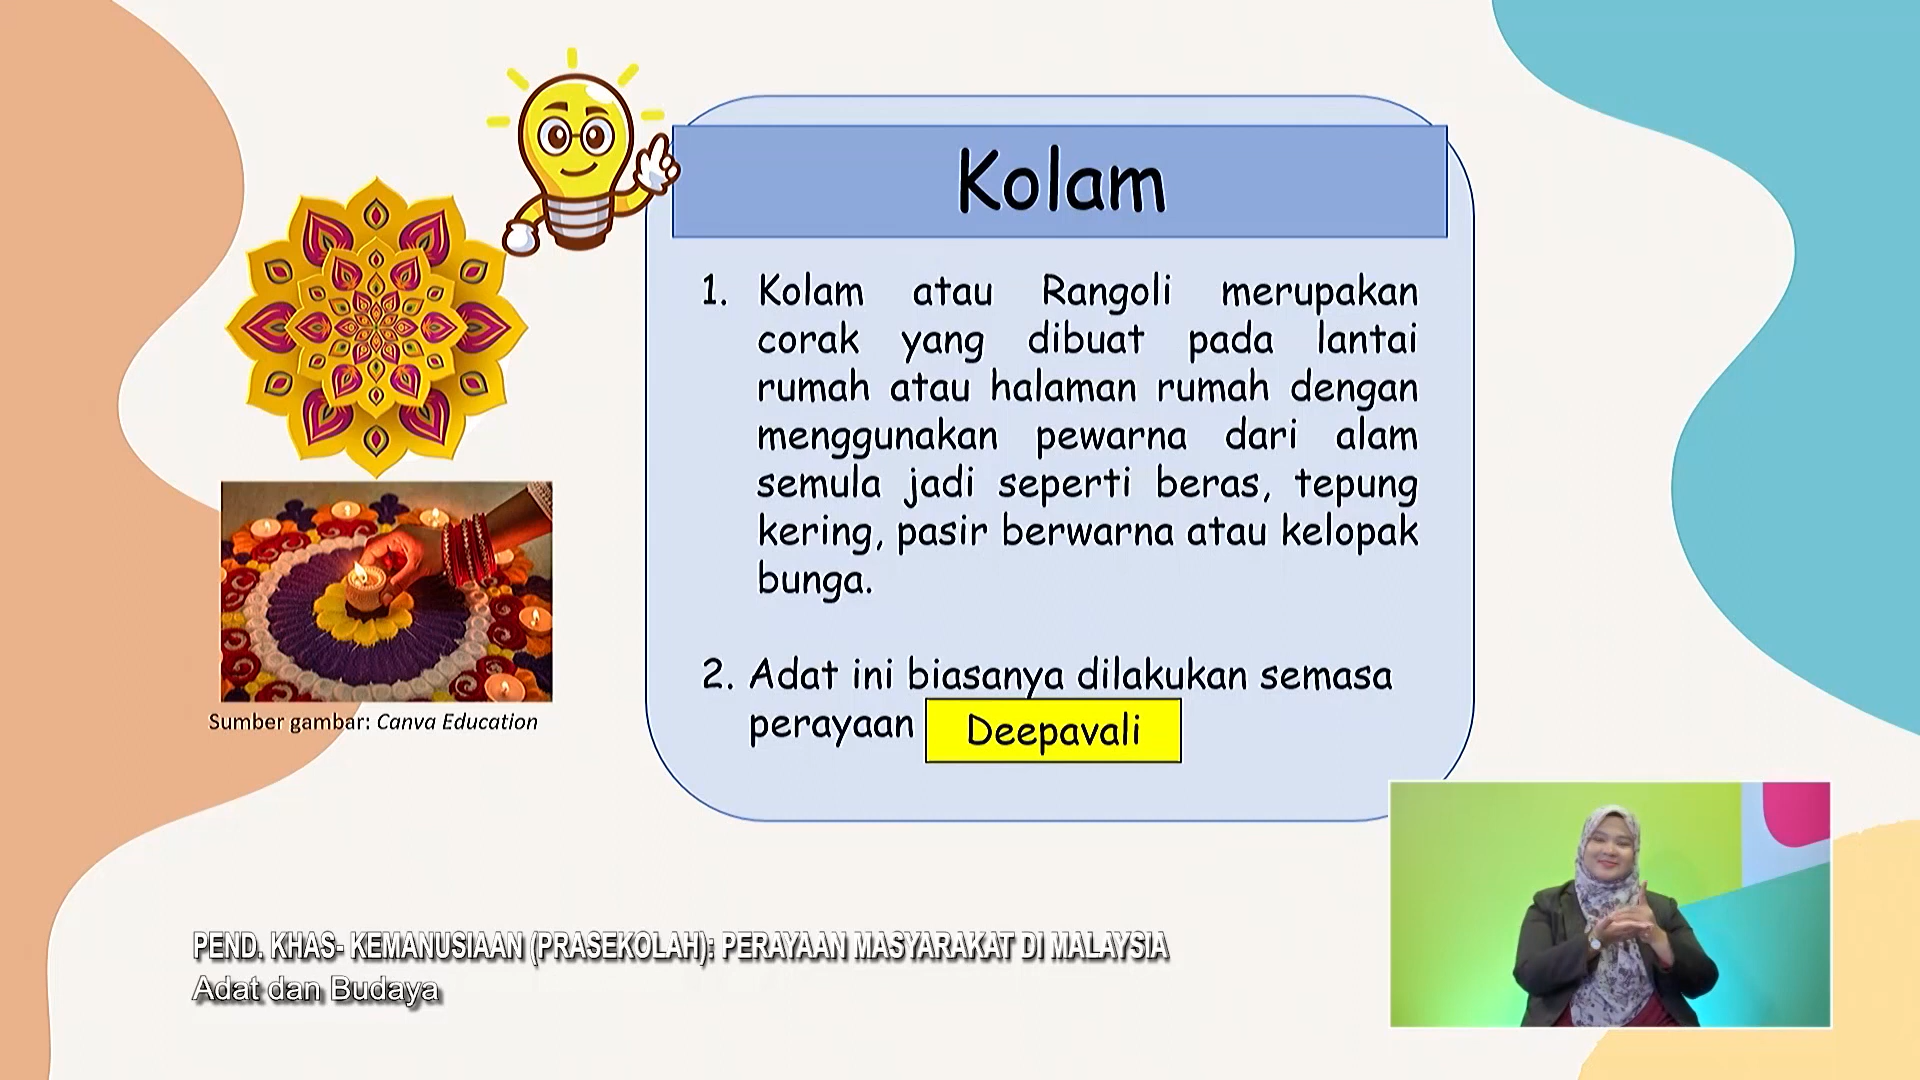 Kolam
1. Kolam atau Rangoli merupakan
corak yang dibuat pada lantai
rumah atau halaman rumah dengan
menggunakan pewarna dari alam
semula jadi seperti beras, tepung
kering, pasir berwarna atau kelopak
bunga.
2. Adat ini biasanya dilakukan semasa
perayaan Deepavali
Sumber gambar: Canva Education
PEND. KHAS- KEMANUSIAAN (PRASEKOLAH): PERAYAAN MASYARAKAT DI MALAYSIA
Adat dan Budaya